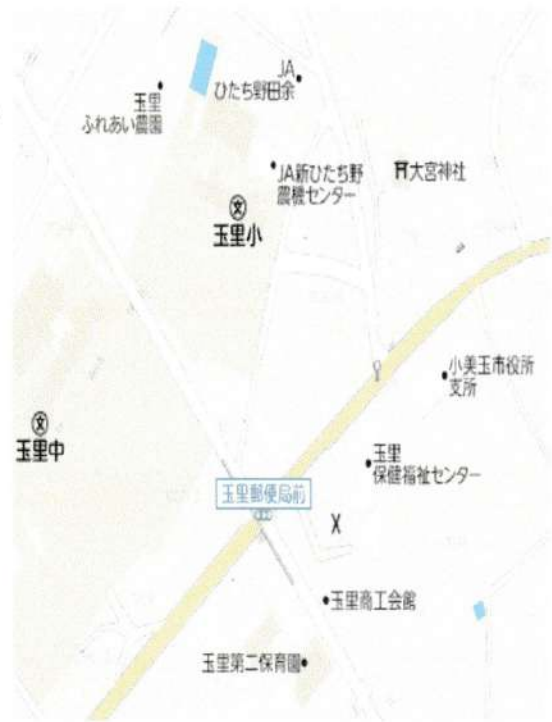 JA
ひたち野田余
玉里
ふれあい農園
JA新ひたち野
農機センター
大宮神社
文
玉里小
小美玉市役所
支所
文
玉里中
玉里
保健福祉センター
玉里郵便局前
X
玉里商工会館
玉里第二保育園